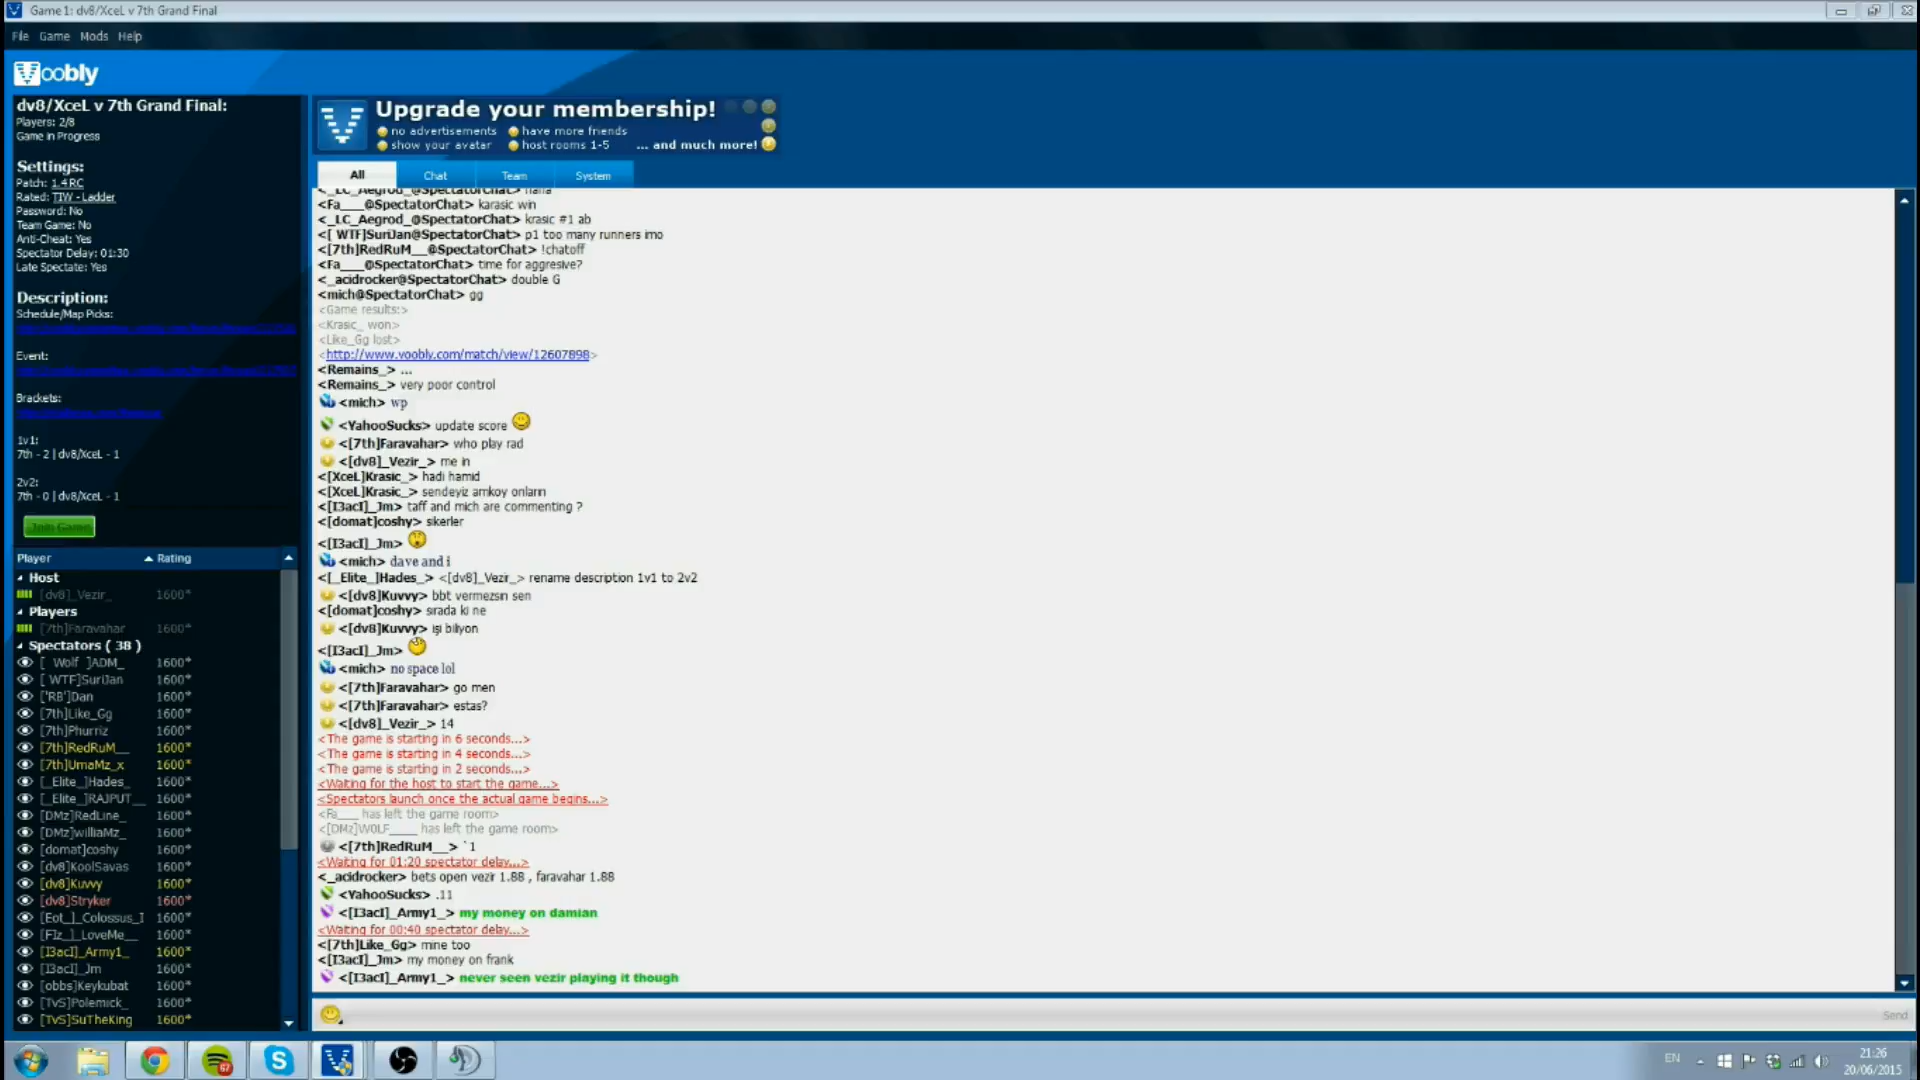 Game 1: dv8/XceL v 7th Grand Final
File Game Mods Help
Voobly
dv8/XceL v 7th Grand Final:
Players: 2/8
Game in Progress
Settings:
Patch: 1.4 RC
Rated: TIW - Ladder
Password: No
Team Game: No
Anti-Cheat: Yes
Spectator Delay: 01:30
Late Spectate: Yes
Description:
Schedule/Map Picks:
Event:
Brackets:
1v1:
7th - 2 | dv8/XceL - 1
2v2:
7th - 0 | dv8/XceL - 1
Join Game
Player Rating
Host
[dv8]_Vezir_ 1600*
Players
[7th]Faravahar 1600*
Spectators ( 38 )
[_Wolf_]ADM_ 1600*
[_WTF]SuriJan 1600*
['RB']Dan 1600*
[7th]Like_Gg 1600*
[7th]Phurriz 1600*
[7th]RedRuM__ 1600*
[7th]UmaMz_x 1600*
[_Elite_]Hades_ 1600*
[_Elite_]RAJPUT__ 1600*
[DMz]RedLine_ 1600*
[DMz]williaMz_ 1600*
[domat]coshy 1600*
[dv8]KoolSavas 1600*
[dv8]Kuvvy 1600*
[dv8]Stryker 1600*
[Eot_]_Colossus_I 1600*
[FIz_]_LoveMe__ 1600*
[I3acI]_Army1_ 1600*
[I3acI]_Jm 1600*
[obbs]Keykubat 1600*
[TvS]Polemick_ 1600*
[TvS]SuTheKing 1600*
Upgrade your membership!
no advertisements have more friends
show your avatar host rooms 1-5 ... and much more!
All Chat Team System
<_LC_Aegrod_@SpectatorChat> haha
<Fa___@SpectatorChat> karasic win
<_LC_Aegrod_@SpectatorChat> krasic #1 ab
<[_WTF]SuriJan@SpectatorChat> p1 too many runners imo
<[7th]RedRuM__@SpectatorChat> !chatoff
<Fa___@SpectatorChat> time for aggresive?
<_acidrocker@SpectatorChat> double G
<mich@SpectatorChat> gg
<Game results:>
<Krasic_ won>
<Like_Gg lost>
<http://www.voobly.com/match/view/12607898>
<Remains_> ...
<Remains_> very poor control
<mich> wp
<YahooSucks> update score
<[7th]Faravahar> who play rad
<[dv8]_Vezir_> me in
<[XceL]Krasic_> hadi hamid
<[XceL]Krasic_> sendeyiz amkoy onların
<[I3acI]_Jm> taff and mich are commenting ?
<[domat]coshy> sikerler
<[I3acI]_Jm>
<mich> dave and i
<[_Elite_]Hades_> <[dv8]_Vezir_> rename description 1v1 to 2v2
<[dv8]Kuvvy> bbt vermezsin sen
<[domat]coshy> sırada ki ne
<[dv8]Kuvvy> işi biliyon
<[I3acI]_Jm>
<mich> no space lol
<[7th]Faravahar> go men
<[7th]Faravahar> estas?
<[dv8]_Vezir_> 14
<The game is starting in 6 seconds...>
<The game is starting in 4 seconds...>
<The game is starting in 2 seconds...>
<Waiting for the host to start the game...>
<Spectators launch once the actual game begins...>
<Fa___ has left the game room>
<[DMz]W0LF____ has left the game room>
<[7th]RedRuM__> `1
<Waiting for 01:20 spectator delay...>
<_acidrocker> bets open vezir 1.88 , faravahar 1.88
<YahooSucks> .11
<[I3acI]_Army1_> my money on damian
<Waiting for 00:40 spectator delay...>
<[7th]Like_Gg> mine too
<[I3acI]_Jm> my money on frank
<[I3acI]_Army1_> never seen vezir playing it though
Send
EN
21:26
20/06/2015